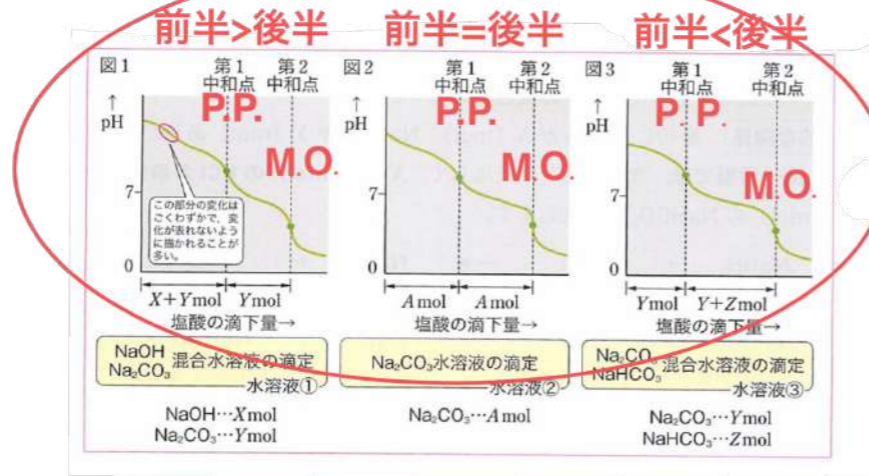 前半>後半
前半=後半
前半<後半
図1
第1
中和点
第2
中和点
↑
pH
P.P.
M.O.
7
この部分の変化は
ごくわずかで，変
化が表れないよう
に描かれることが
多い。
0
X+Ymol
Ymol
塩酸の滴下量→
NaOH
Na₂CO₃
混合水溶液の滴定
水溶液①
NaOH…Xmol
Na₂CO₃…Ymol
図2
第1
中和点
第2
中和点
↑
pH
P.P.
M.O.
7
0
Amol
Amol
塩酸の滴下量→
Na₂CO₃水溶液の滴定
水溶液②
Na₂CO₃…Amol
図3
第1
中和点
第2
中和点
↑
pH
P.P.
M.O.
7
0
Ymol
Y+Zmol
塩酸の滴下量→
Na₂CO₃
NaHCO₃
混合水溶液の滴定
水溶液③
Na₂CO₃…Ymol
NaHCO₃…Zmol